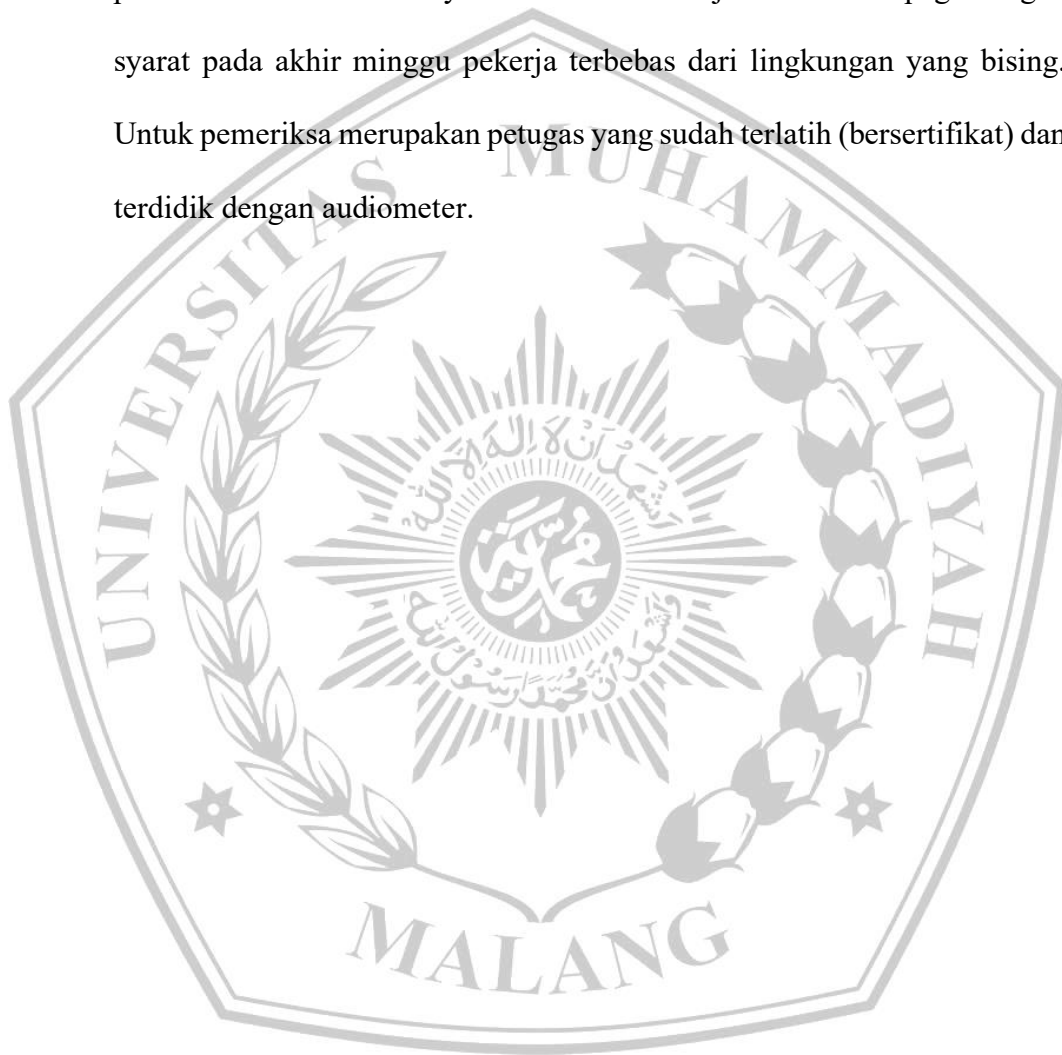 syarat pada akhir minggu pekerja terbebas dari lingkungan yang bising.
Untuk pemeriksa merupakan petugas yang sudah terlatih (bersertifikat) dan
terdidik dengan audiometer.
UNIVERSITAS MUHAMMADIYAH
MALANG